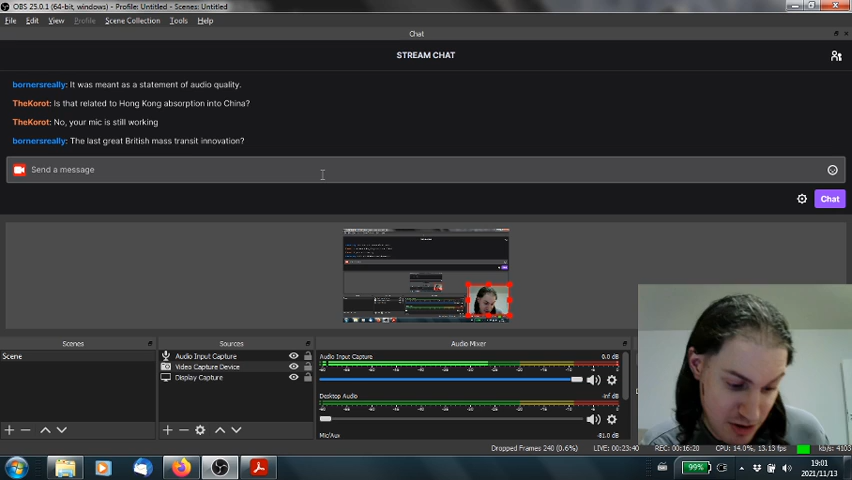 OBS 25.0.1 (64-bit, windows) - Profile: Untitled - Scenes: Untitled
File Edit View Profile Scene Collection Tools Help
Chat
STREAM CHAT
bornersreally: It was meant as a statement of audio quality.
TheKorot: Is that related to Hong Kong absorption into China?
TheKorot: No, your mic is still working
bornersreally: The last great British mass transit innovation?
Send a message
Chat
Scenes Sources Audio Mixer
Scene
Audio Input Capture
Video Capture Device
Display Capture
Audio Input Capture 0.0 dB
Desktop Audio -inf dB
Mic/Aux -81.0 dB
Dropped Frames 240 (0.6%) LIVE: 00:23:40 REC: 00:16:20 CPU: 14.0%, 13.13 fps kb/s: 4103
99%
19:01
2021/11/13